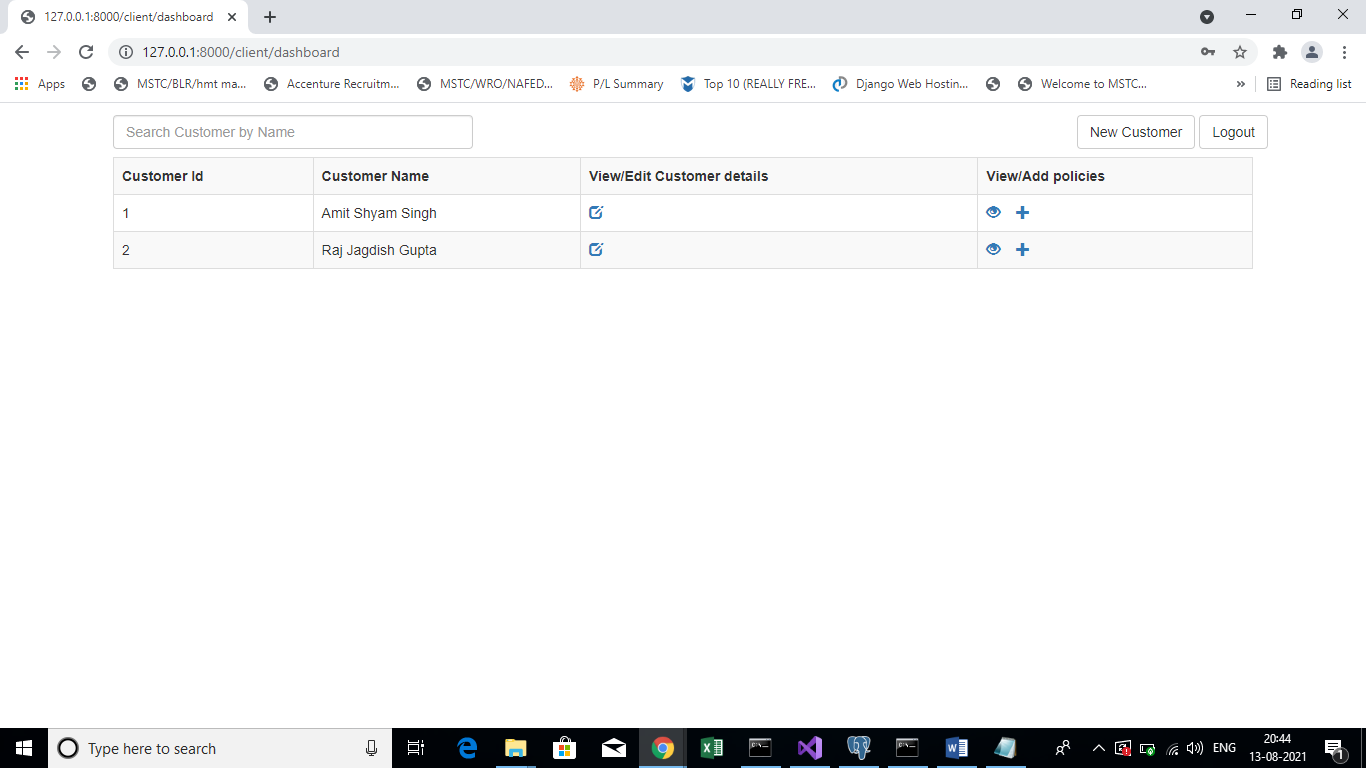 127.0.0.1:8000/client/dashboard
127.0.0.1:8000/client/dashboard
Apps MSTC/BLR/hmt ma... Accenture Recruitm... MSTC/WRO/NAFED... P/L Summary Top 10 (REALLY FRE... Django Web Hostin... Welcome to MSTC... » Reading list
Search Customer by Name New Customer Logout
Customer Id Customer Name View/Edit Customer details View/Add policies
1 Amit Shyam Singh
2 Raj Jagdish Gupta
Type here to search ENG 20:44
13-08-2021 1